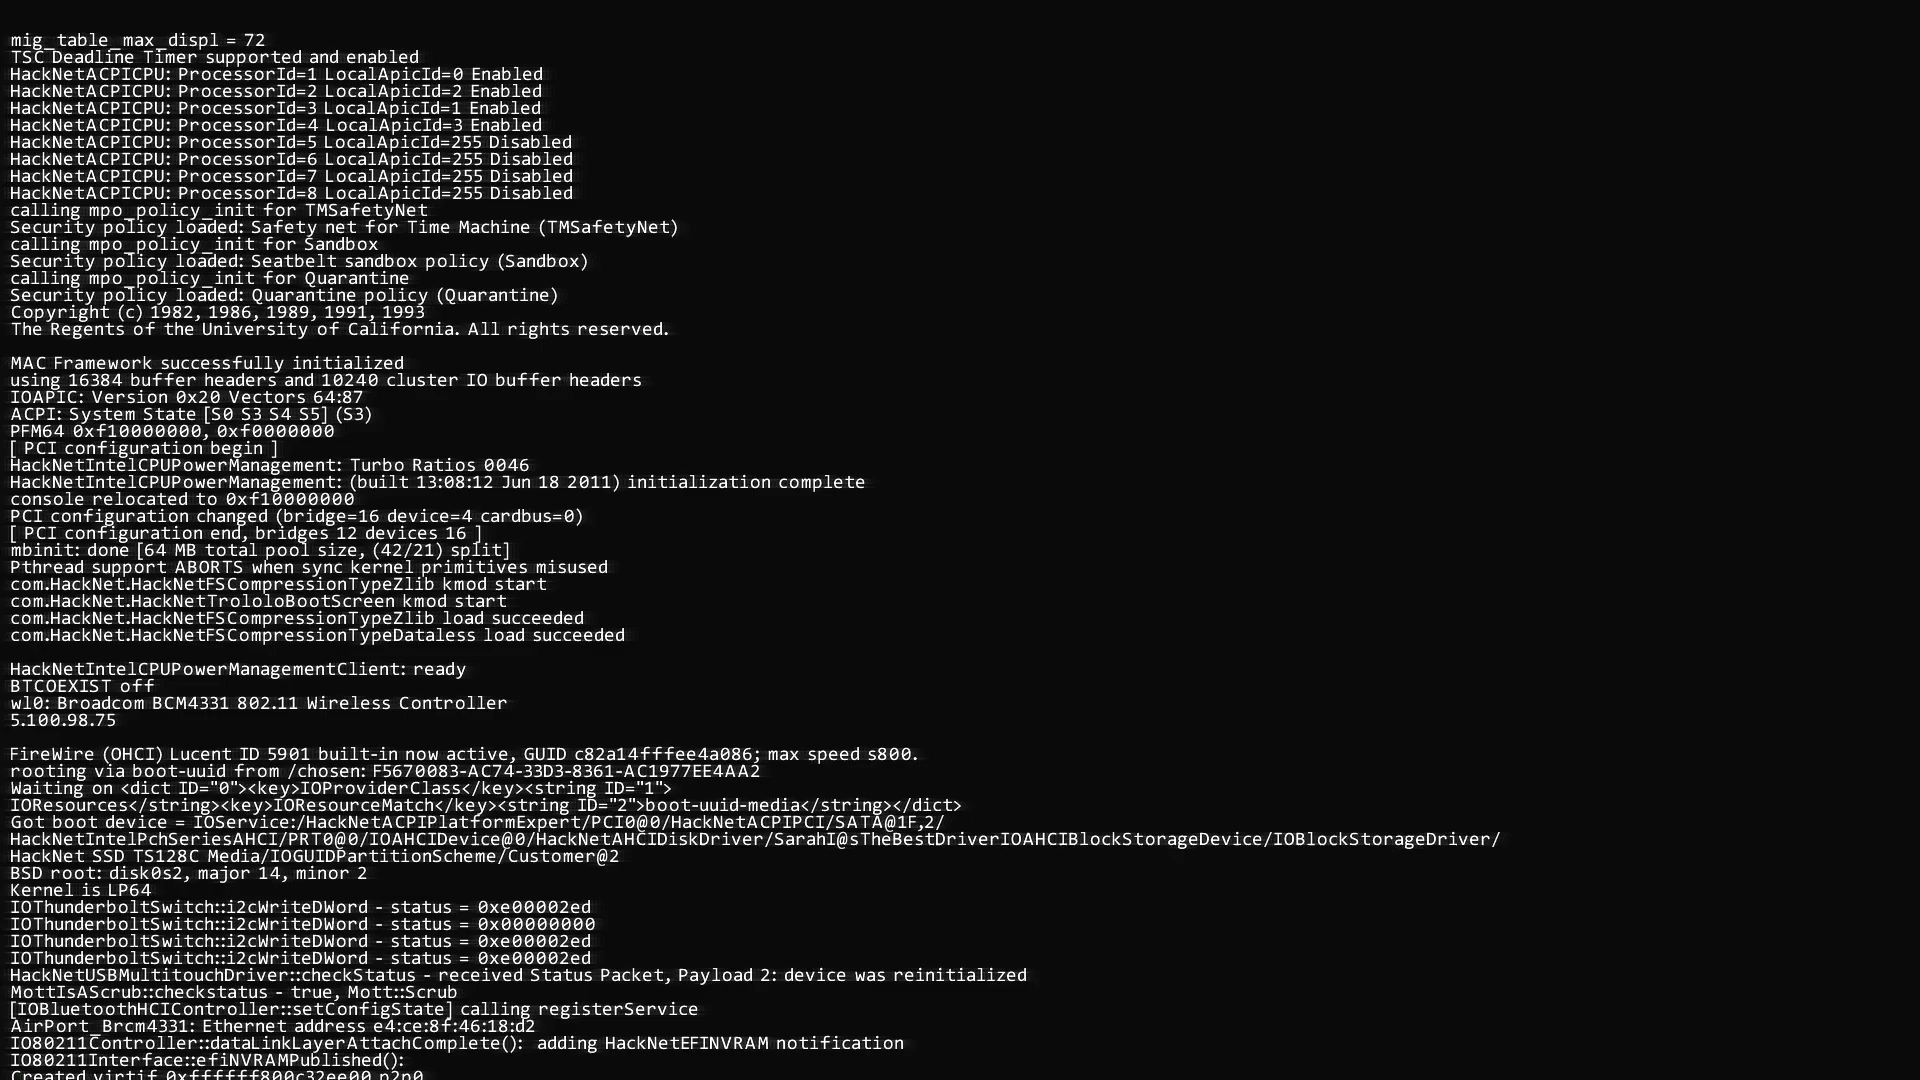 mig_table_max_displ = 72
TSC Deadline Timer supported and enabled
HackNetACPICPU: ProcessorId=1 LocalApicId=0 Enabled
HackNetACPICPU: ProcessorId=2 LocalApicId=2 Enabled
HackNetACPICPU: ProcessorId=3 LocalApicId=1 Enabled
HackNetACPICPU: ProcessorId=4 LocalApicId=3 Enabled
HackNetACPICPU: ProcessorId=5 LocalApicId=255 Disabled
HackNetACPICPU: ProcessorId=6 LocalApicId=255 Disabled
HackNetACPICPU: ProcessorId=7 LocalApicId=255 Disabled
HackNetACPICPU: ProcessorId=8 LocalApicId=255 Disabled
calling mpo_policy_init for TMSafetyNet
Security policy loaded: Safety net for Time Machine (TMSafetyNet)
calling mpo_policy_init for Sandbox
Security policy loaded: Seatbelt sandbox policy (Sandbox)
calling mpo_policy_init for Quarantine
Security policy loaded: Quarantine policy (Quarantine)
Copyright (c) 1982, 1986, 1989, 1991, 1993
The Regents of the University of California. All rights reserved.
MAC Framework successfully initialized
using 16384 buffer headers and 10240 cluster IO buffer headers
IOAPIC: Version 0x20 Vectors 64:87
ACPI: System State [S0 S3 S4 S5] (S3)
PFM64 0xf10000000, 0xf0000000
[ PCI configuration begin ]
HackNetIntelCPUPowerManagement: Turbo Ratios 0046
HackNetIntelCPUPowerManagement: (built 13:08:12 Jun 18 2011) initialization complete
console relocated to 0xf10000000
PCI configuration changed (bridge=16 device=4 cardbus=0)
[ PCI configuration end, bridges 12 devices 16 ]
mbinit: done [64 MB total pool size, (42/21) split]
Pthread support ABORTS when sync kernel primitives misused
com.HackNet.HackNetFSCompressionTypeZlib kmod start
com.HackNet.HackNetTrololoBootScreen kmod start
com.HackNet.HackNetFSCompressionTypeZlib load succeeded
com.HackNet.HackNetFSCompressionTypeDataless load succeeded
HackNetIntelCPUPowerManagementClient: ready
BTCOEXIST off
wl0: Broadcom BCM4331 802.11 Wireless Controller
5.100.98.75
FireWire (OHCI) Lucent ID 5901 built-in now active, GUID c82a14fffee4a086; max speed s800.
rooting via boot-uuid from /chosen: F5670083-AC74-33D3-8361-AC1977EE4AA2
Waiting on <dict ID="0"><key>IOProviderClass</key><string ID="1">
IOResources</string><key>IOResourceMatch</key><string ID="2">boot-uuid-media</string></dict>
Got boot device = IOService:/HackNetACPIPlatformExpert/PCI0@0/HackNetACPIPCI/SATA@1F,2/
HackNetIntelPchSeriesAHCI/PRT0@0/IOAHCIDevice@0/HackNetAHCIDiskDriver/SarahI@sTheBestDriverIOAHCIBlockStorageDevice/IOBlockStorageDriver/
HackNet SSD TS128C Media/IOGUIDPartitionScheme/Customer@2
BSD root: disk0s2, major 14, minor 2
Kernel is LP64
IOThunderboltSwitch::i2cWriteDWord - status = 0xe00002ed
IOThunderboltSwitch::i2cWriteDWord - status = 0x00000000
IOThunderboltSwitch::i2cWriteDWord - status = 0xe00002ed
IOThunderboltSwitch::i2cWriteDWord - status = 0xe00002ed
HackNetUSBMultitouchDriver::checkStatus - received Status Packet, Payload 2: device was reinitialized
MottIsAScrub::checkstatus - true, Mott::Scrub
[IOBluetoothHCIController::setConfigState] calling registerService
AirPort_Brcm4331: Ethernet address e4:ce:8f:46:18:d2
IO80211Controller::dataLinkLayerAttachComplete():  adding HackNetEFINVRAM notification
IO80211Interface::efiNVRAMPublished():
Created virtif 0xffffff800c32ee00 p2p0